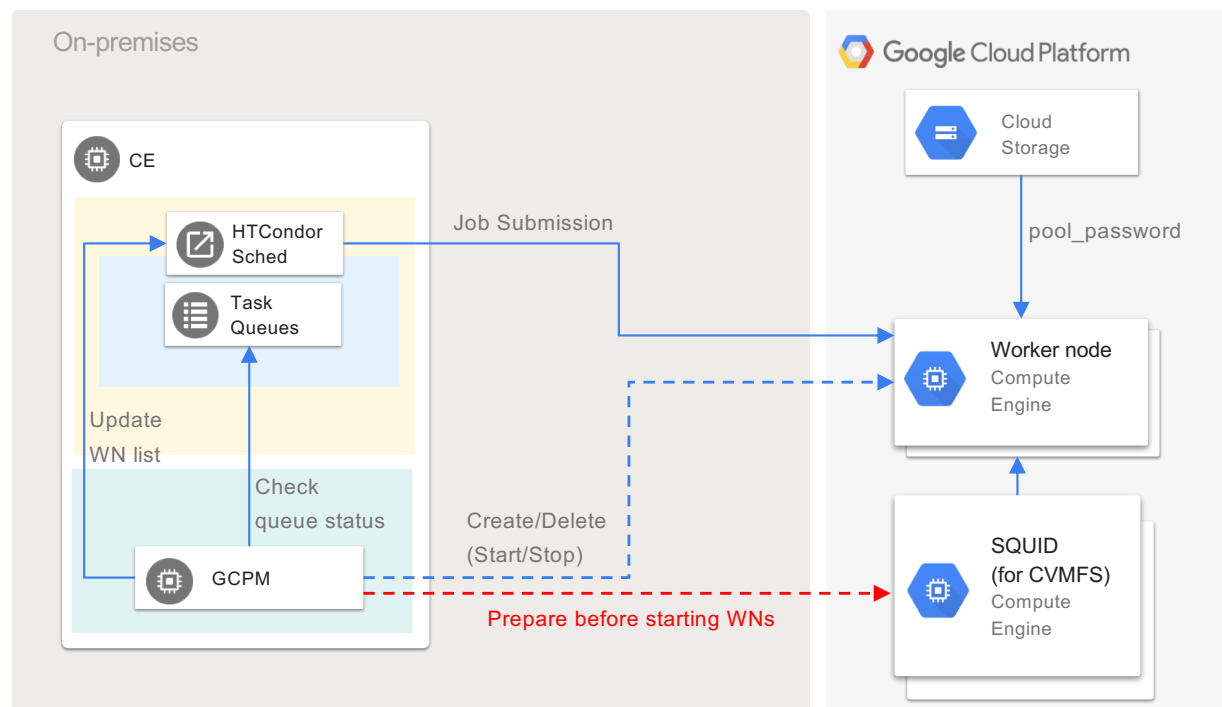 On-premises
Google Cloud Platform
Cloud
Storage
CE
HTCondor
Sched
Job Submission
pool_password
Task
Queues
Worker node
Compute
Engine
Update
WN list
Check
queue status
Create/Delete
(Start/Stop)
SQUID
(for CVMFS)
Compute
Engine
GCPM
Prepare before starting WNs